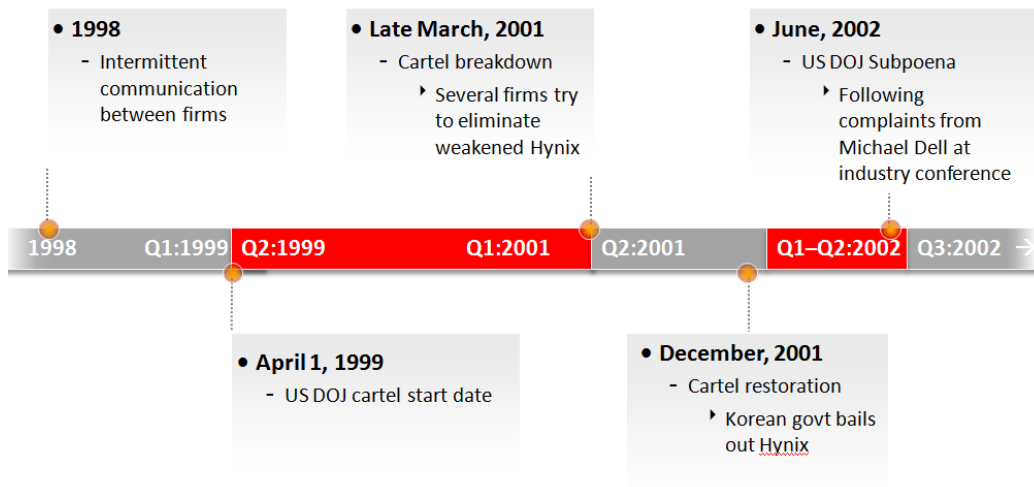 • 1998
- Intermittent
communication
between firms
• Late March, 2001
- Cartel breakdown
‣ Several firms try
to eliminate
weakened Hynix
• June, 2002
- US DOJ Subpoena
‣ Following
complaints from
Michael Dell at
industry conference
1998 Q1:1999 Q2:1999 Q1:2001 Q2:2001 Q1–Q2:2002 Q3:2002 →
• April 1, 1999
- US DOJ cartel start date
• December, 2001
- Cartel restoration
‣ Korean govt bails
out Hynix